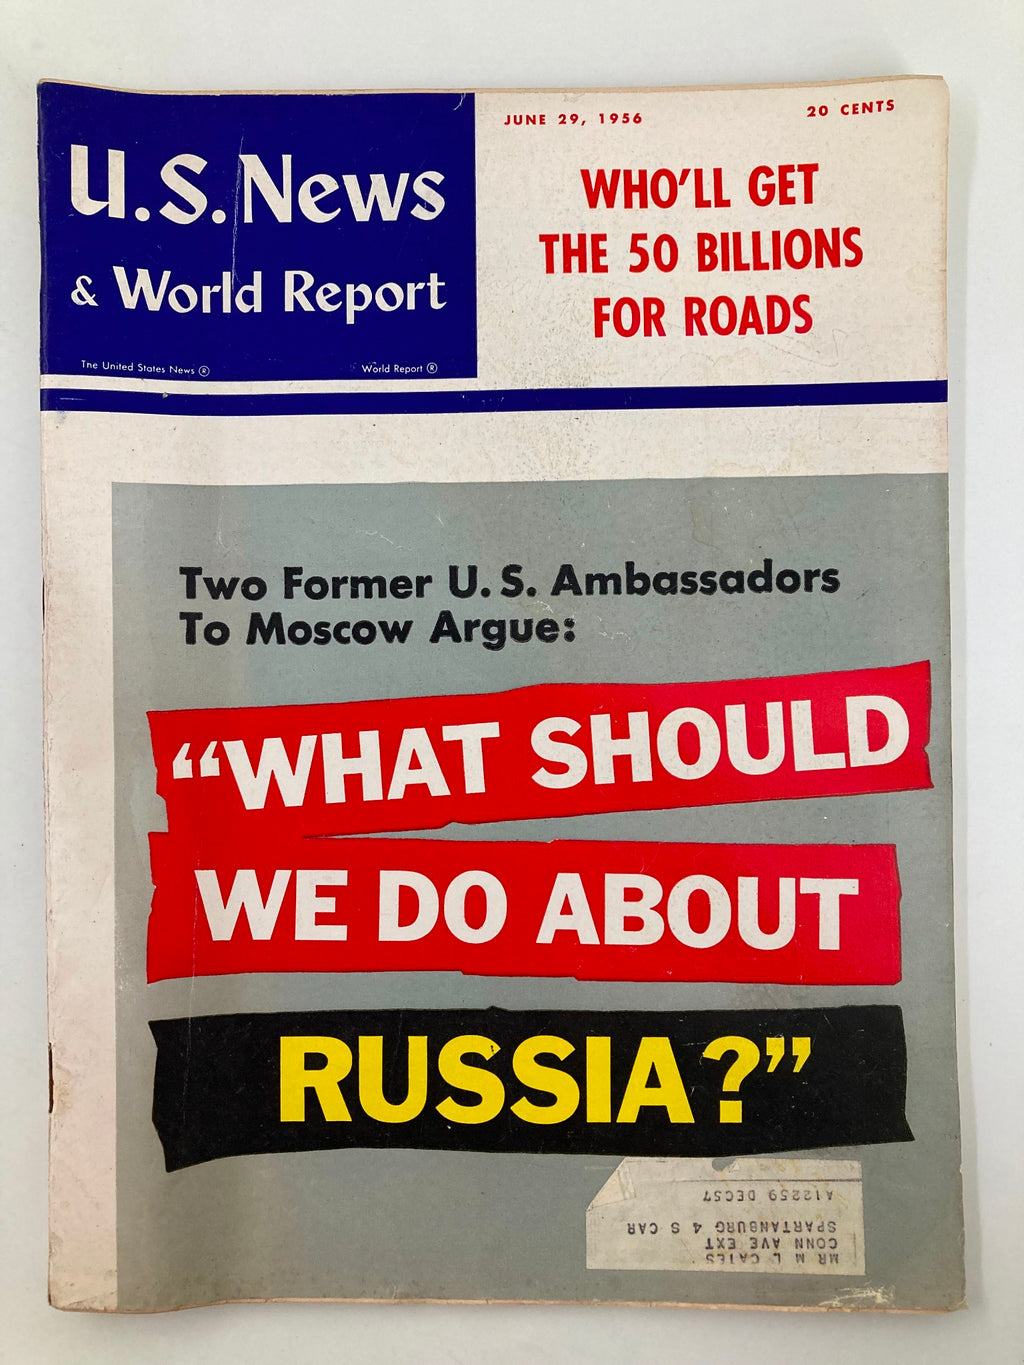 U.S. News
& World Report
The United States News ®
World Report ®
JUNE 29, 1956
20 CENTS
WHO'LL GET
THE 50 BILLIONS
FOR ROADS
Two Former U.S. Ambassadors
To Moscow Argue:
“WHAT SHOULD
WE DO ABOUT
RUSSIA?”
MR M L CATES
CONN AVE EXT
SPARTANBURG 4 S CAR
A12259 DEC57